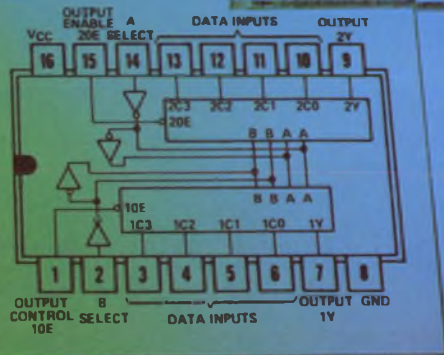 OUTPUT
ENABLE A DATA INPUTS OUTPUT
VCC 2OE SELECT 2Y
16 15 14 13 12 11 10 9
2C3 2C2 2C1 2C0 2Y
2OE
B B A A
B B A A
1OE
1C3 1C2 1C1 1C0 1Y
1 2 3 4 5 6 7 8
OUTPUT B DATA INPUTS OUTPUT GND
CONTROL SELECT 1Y
1OE